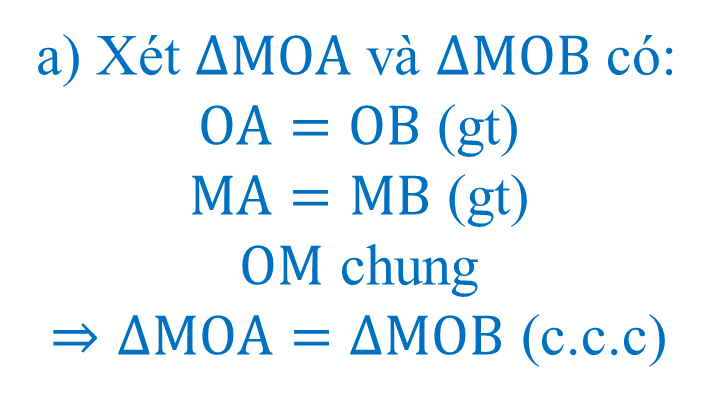 a) Xét ΔMOA và ΔMOB có:
OA = OB (gt)
MA = MB (gt)
OM chung
⇒ ΔMOA = ΔMOB (c.c.c)